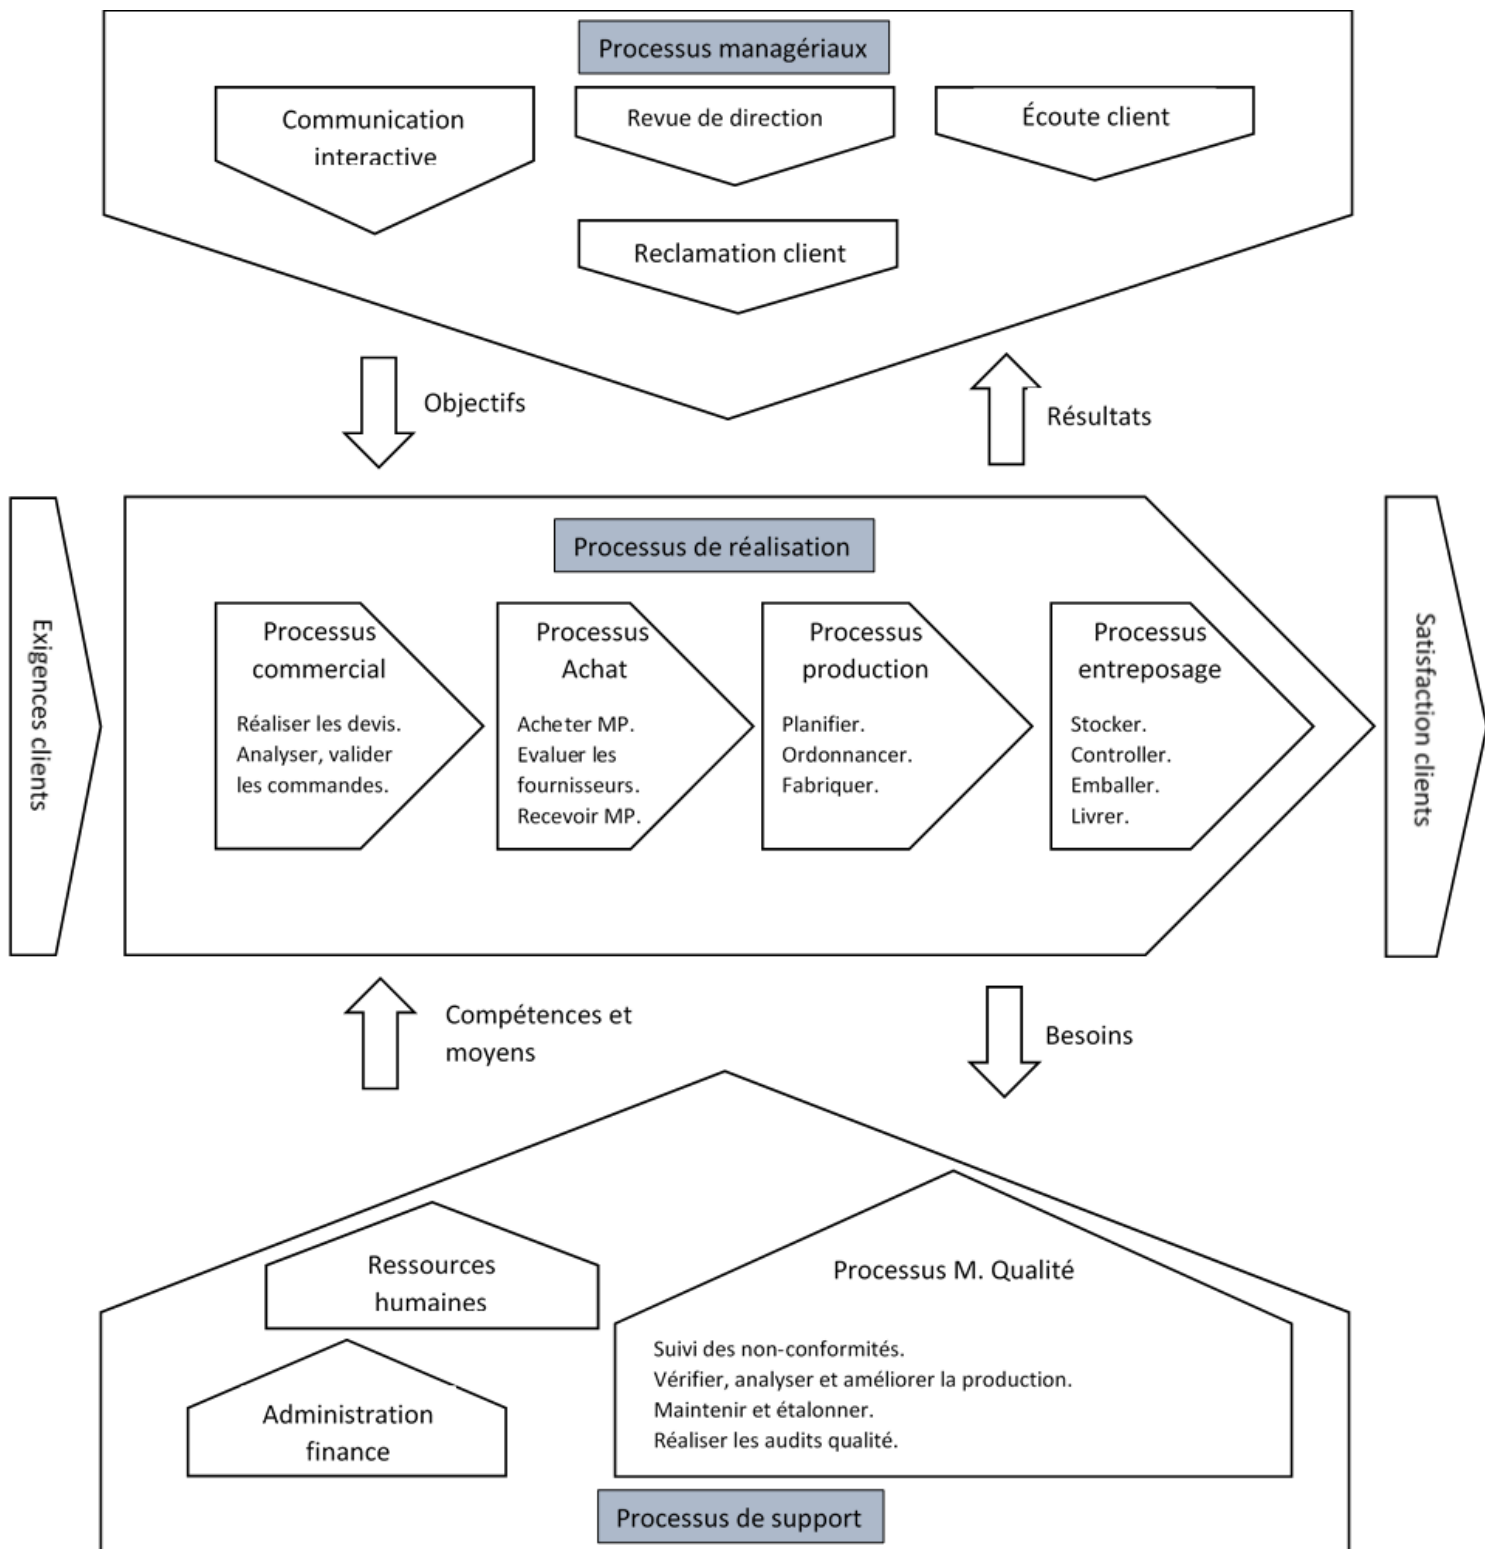 Processus managériaux
Communication
interactive
Revue de direction
Écoute client
Reclamation client
Objectifs
Résultats
Exigences clients
Processus de réalisation
Processus
commercial
Réaliser les devis.
Analyser, valider
les commandes.
Processus
Achat
Acheter MP.
Evaluer les
fournisseurs.
Recevoir MP.
Processus
production
Planifier.
Ordonnancer.
Fabriquer.
Processus
entreposage
Stocker.
Controller.
Emballer.
Livrer.
Satisfaction clients
Compétences et
moyens
Besoins
Ressources
humaines
Administration
finance
Processus M. Qualité
Suivi des non-conformités.
Vérifier, analyser et améliorer la production.
Maintenir et étalonner.
Réaliser les audits qualité.
Processus de support